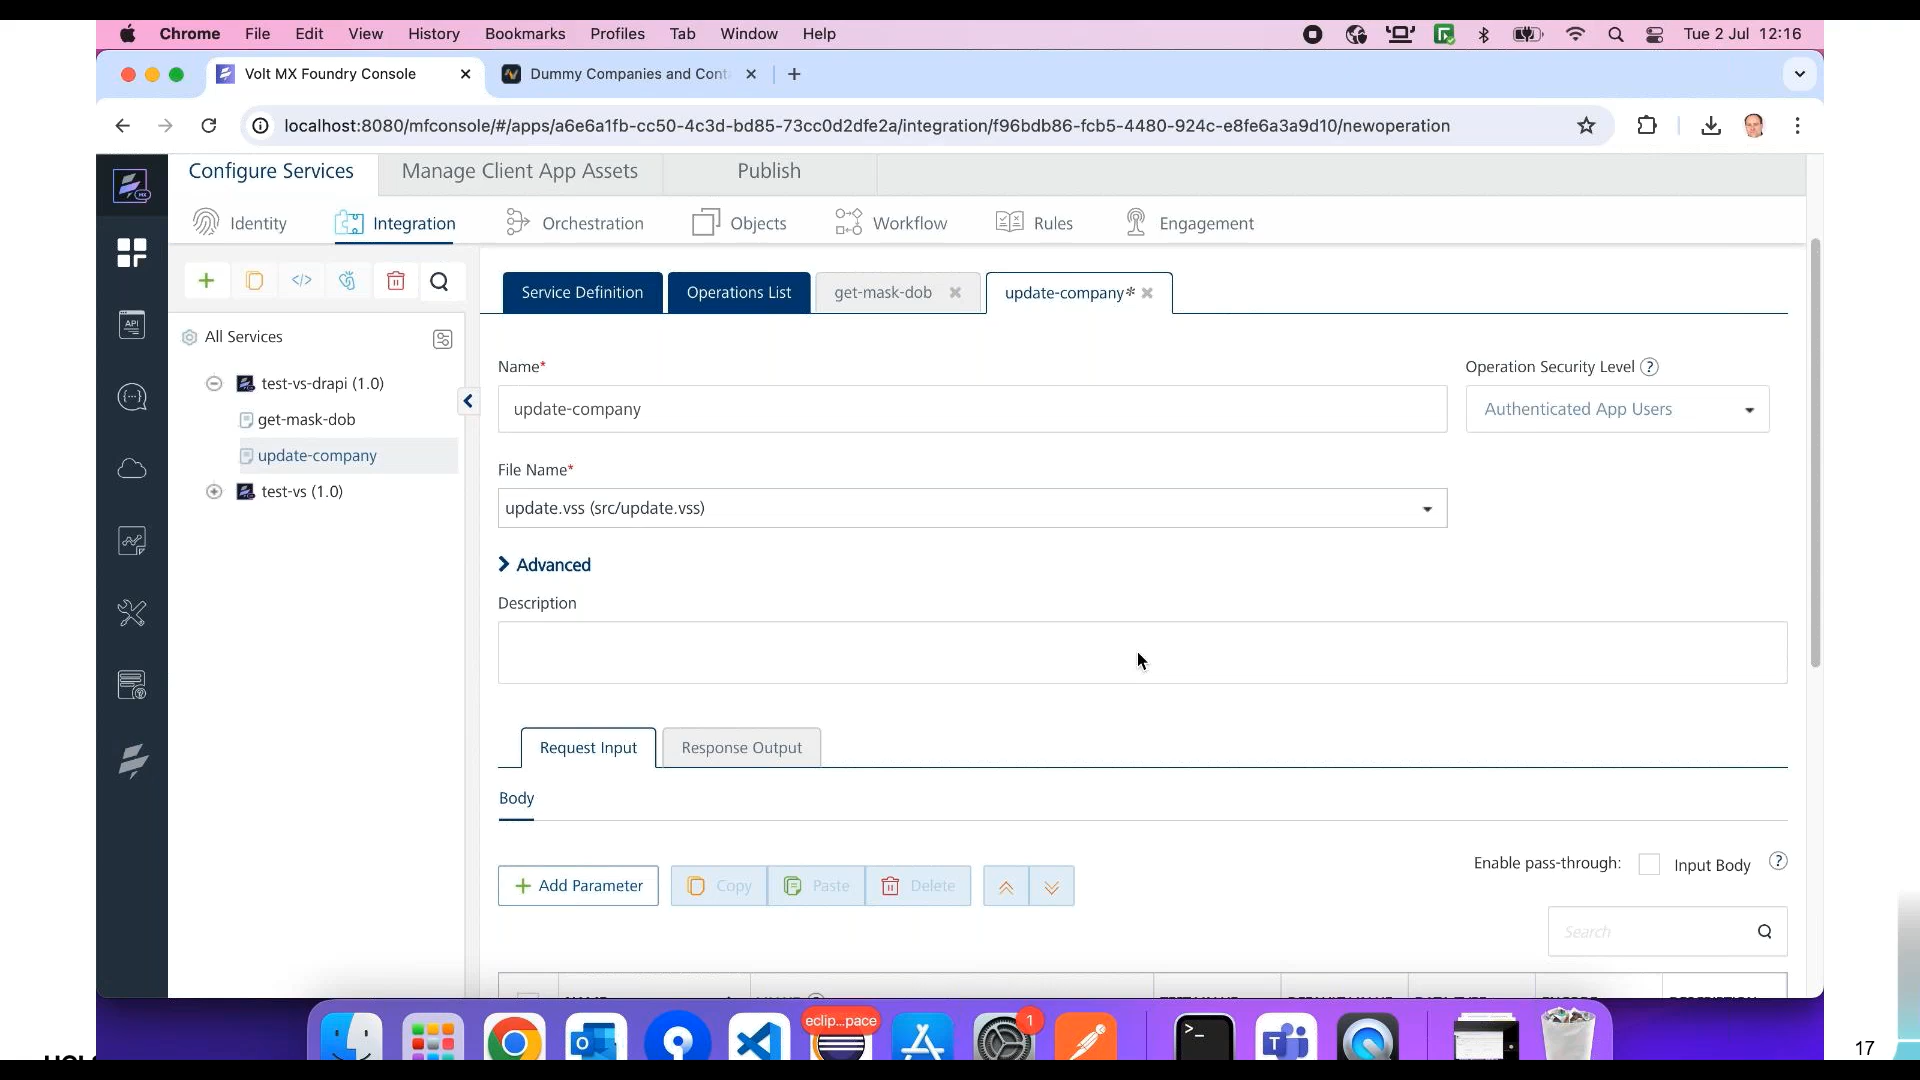 Chrome File Edit View History Bookmarks Profiles Tab Window Help Tue 2 Jul 12:16
Volt MX Foundry Console Dummy Companies and Cont
localhost:8080/mfconsole/#/apps/a6e6a1fb-cc50-4c3d-bd85-73cc0d2dfe2a/integration/f96bdb86-fcb5-4480-924c-e8fe6a3a9d10/newoperation
Configure Services Manage Client App Assets Publish
Identity Integration Orchestration Objects Workflow Rules Engagement
Service Definition Operations List get-mask-dob update-company*
All Services
test-vs-drapi (1.0)
get-mask-dob
update-company
test-vs (1.0)
API
Name* Operation Security Level ?
update-company Authenticated App Users
File Name*
update.vss (src/update.vss)
Advanced
Description
Request Input Response Output
Body
Enable pass-through: Input Body ?
+ Add Parameter Copy Paste Delete
Search
eclip...pace
1
17